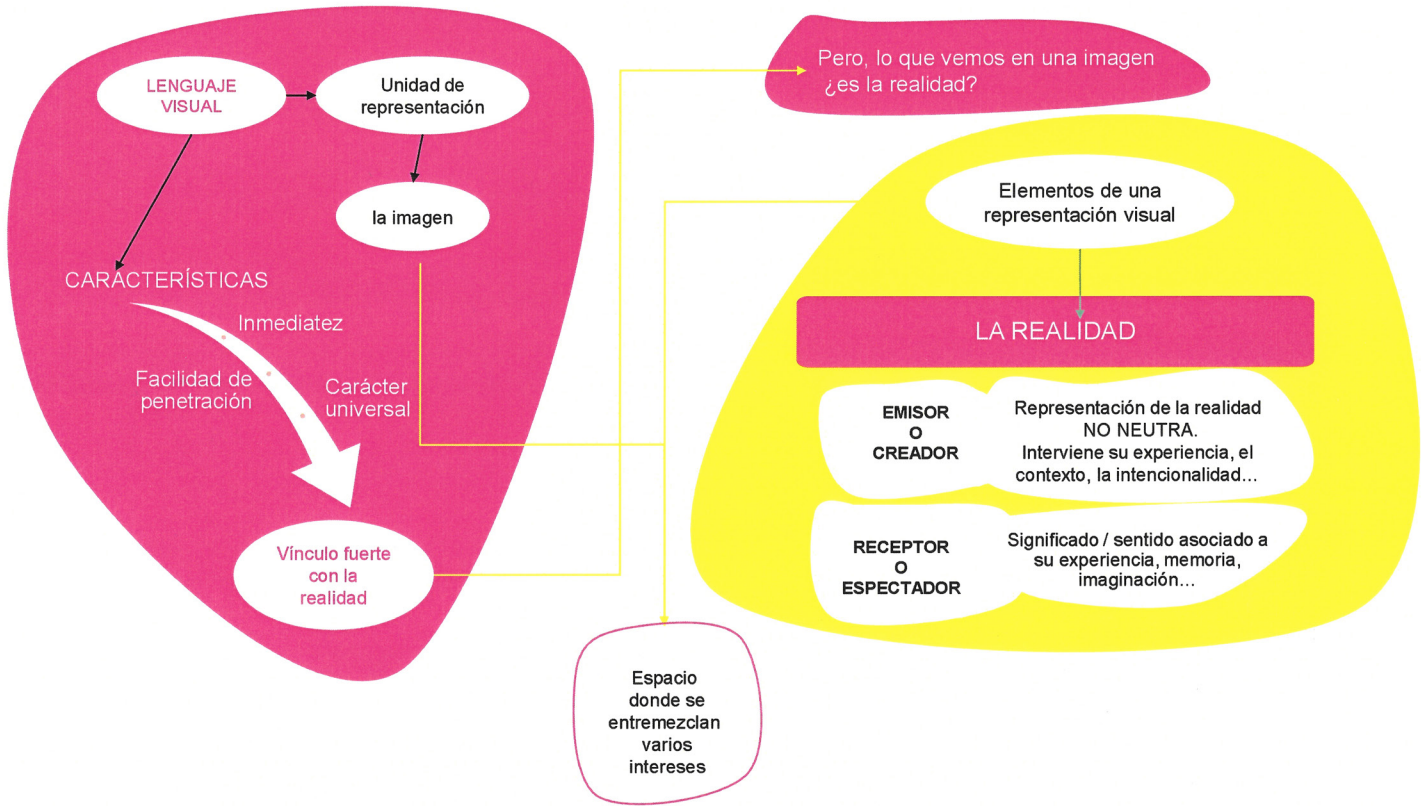 LENGUAJE
VISUAL
Unidad de
representación
la imagen
CARACTERÍSTICAS
Inmediatez
Facilidad de
penetración
Carácter
universal
Vínculo fuerte
con la
realidad
Pero, lo que vemos en una imagen
¿es la realidad?
Elementos de una
representación visual
LA REALIDAD
EMISOR
O
CREADOR
Representación de la realidad
NO NEUTRA.
Interviene su experiencia, el
contexto, la intencionalidad…
RECEPTOR
O
ESPECTADOR
Significado / sentido asociado a
su experiencia, memoria,
imaginación…
Espacio
donde se
entremezclan
varios
intereses